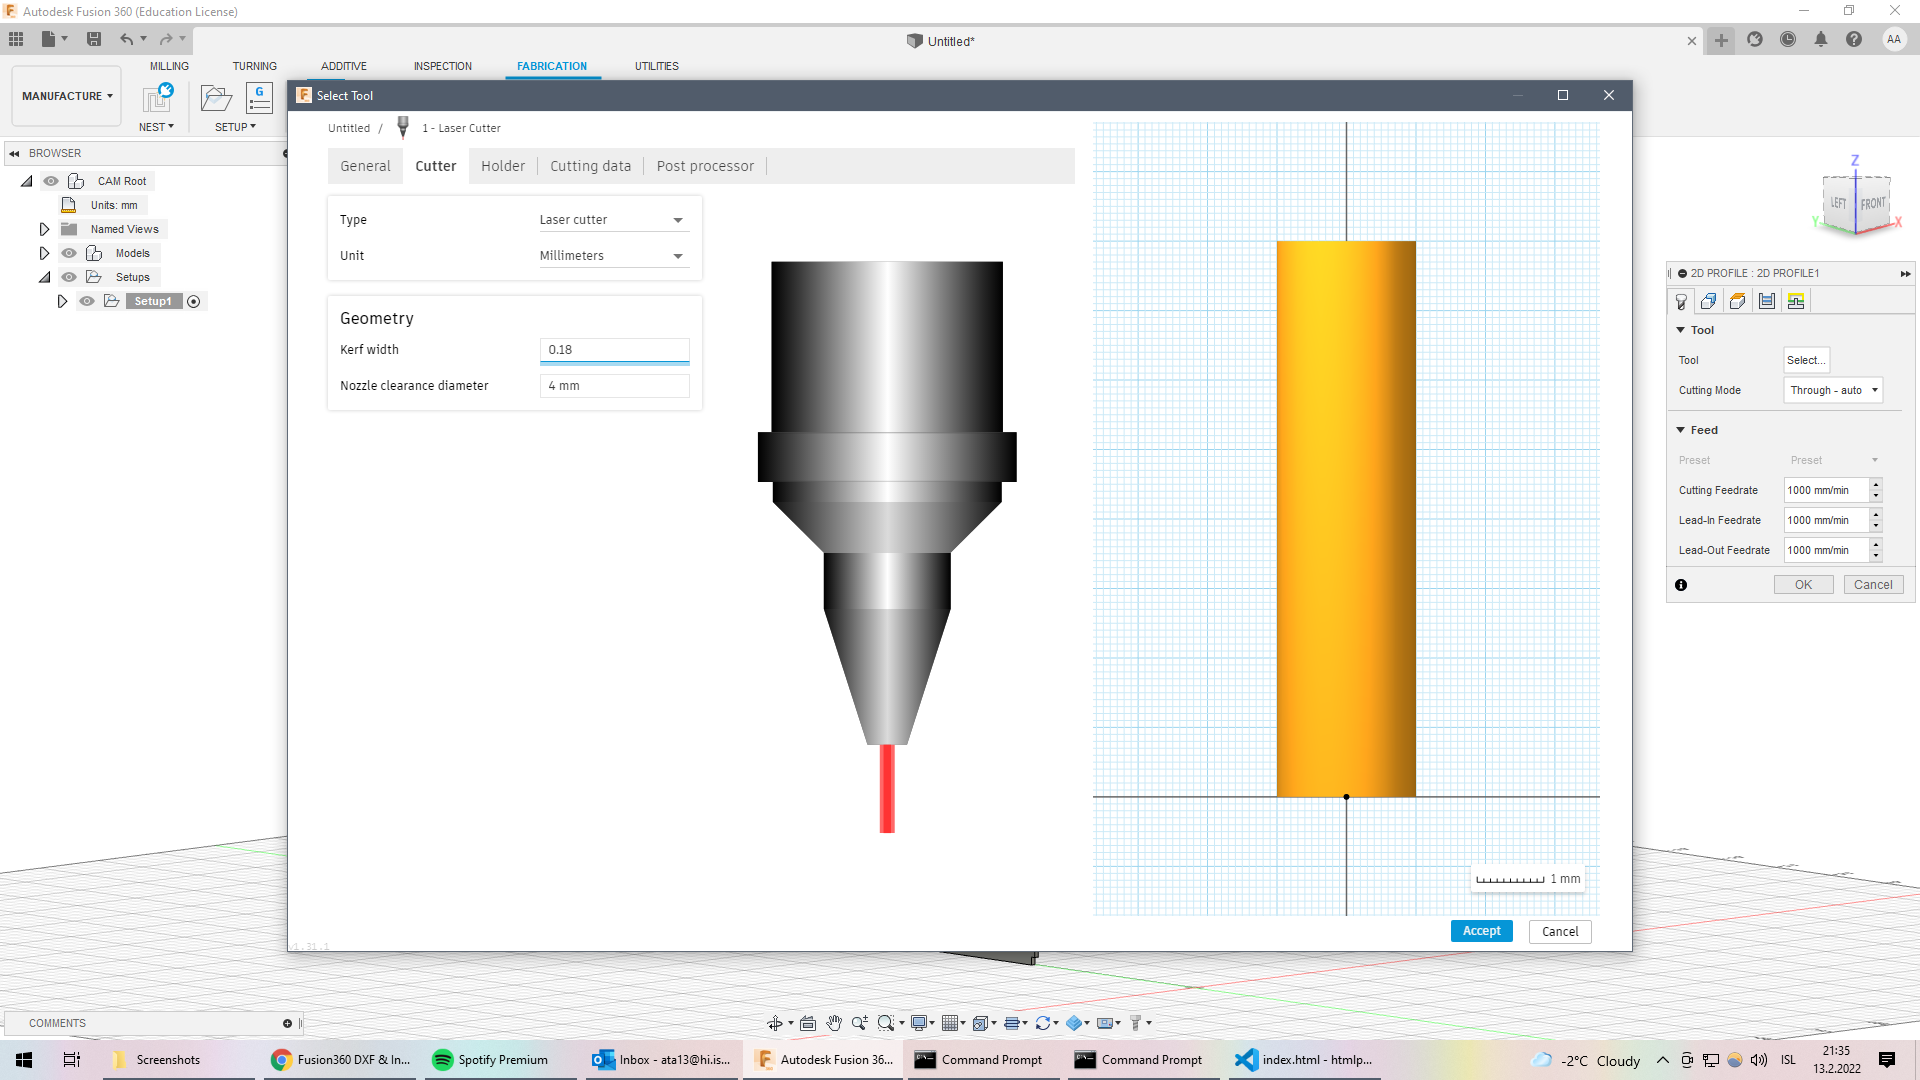 Autodesk Fusion 360 (Education License)
Untitled*
AA
MILLING
TURNING
ADDITIVE
INSPECTION
FABRICATION
UTILITIES
MANUFACTURE
NEST
G
SETUP
BROWSER
CAM Root
Units: mm
Named Views
Models
Setups
Setup1
Select Tool
Untitled / 1 - Laser Cutter
General
Cutter
Holder
Cutting data
Post processor
Type
Laser cutter
Unit
Millimeters
Geometry
Kerf width
0.18
Nozzle clearance diameter
4 mm
1 mm
Accept
Cancel
v1.31.1
Z
LEFT
FRONT
Y
X
2D PROFILE : 2D PROFILE1
Tool
Tool
Select...
Cutting Mode
Through - auto
Feed
Preset
Preset
Cutting Feedrate
1000 mm/min
Lead-In Feedrate
1000 mm/min
Lead-Out Feedrate
1000 mm/min
OK
Cancel
COMMENTS
Screenshots
Fusion360 DXF & In...
Spotify Premium
Inbox - ata13@hi.is...
Autodesk Fusion 36...
Command Prompt
Command Prompt
index.html - htmlp...
-2°C Cloudy
ISL
21:35
13.2.2022